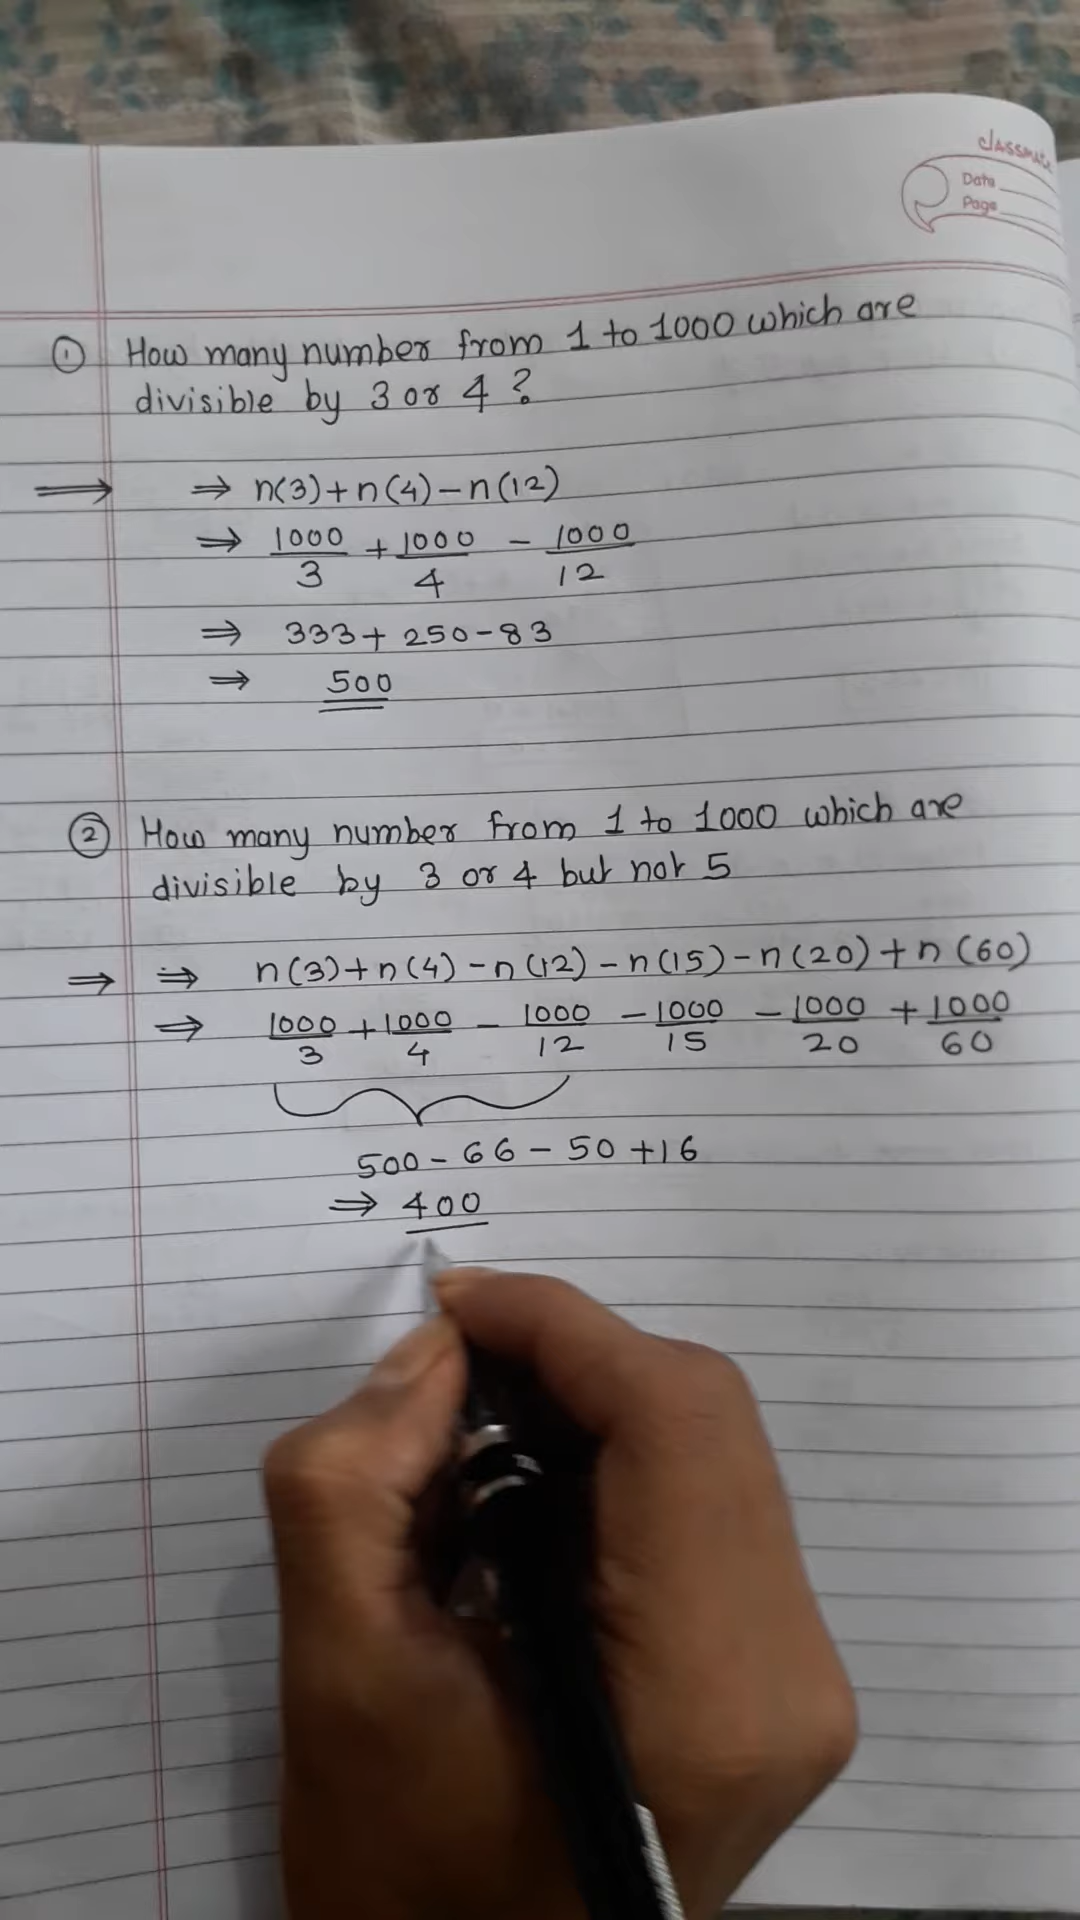 classmate
Date
Page
① How many number from 1 to 1000 which are
divisible by 3 or 4 ?
⟹ ⇒ n(3)+n(4)-n(12)
⇒ 1000/3 + 1000/4 - 1000/12
⇒ 333+ 250-83
⇒ 500
② How many number from 1 to 1000 which are
divisible by 3 or 4 but not 5
⇒ ⇒ n(3)+n(4)-n(12)-n(15)-n(20)+n(60)
⇒ 1000/3 + 1000/4 - 1000/12 - 1000/15 - 1000/20 + 1000/60
500-66-50+16
⇒ 400